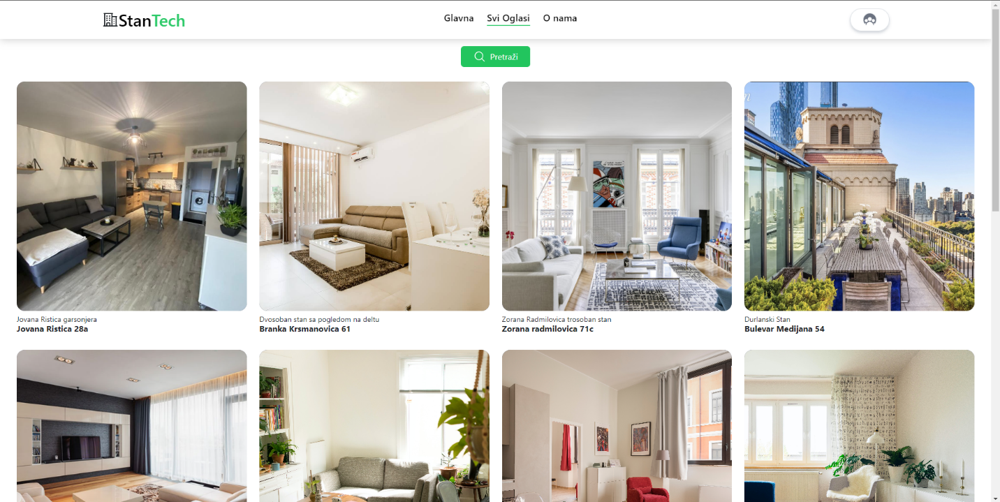 StanTech
Glavna
Svi Oglasi
O nama
Pretraži
Jovana Ristica garsonjera
Jovana Ristica 28a
Dvosoban stan sa pogledom na deltu
Branka Krsmanovica 61
Zorana Radmilovica trosoban stan
Zorana radmilovica 71c
Durlanski Stan
Bulevar Medijana 54